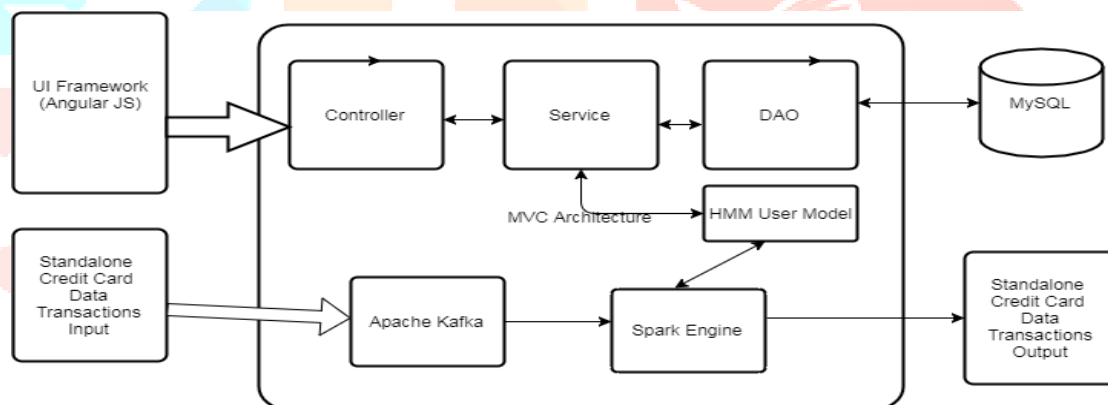 UI Framework
(Angular JS)
Controller
Service
DAO
MySQL
MVC Architecture
HMM User Model
Standalone
Credit Card
Data
Transactions
Input
Apache Kafka
Spark Engine
Standalone
Credit Card
Data
Transactions
Output